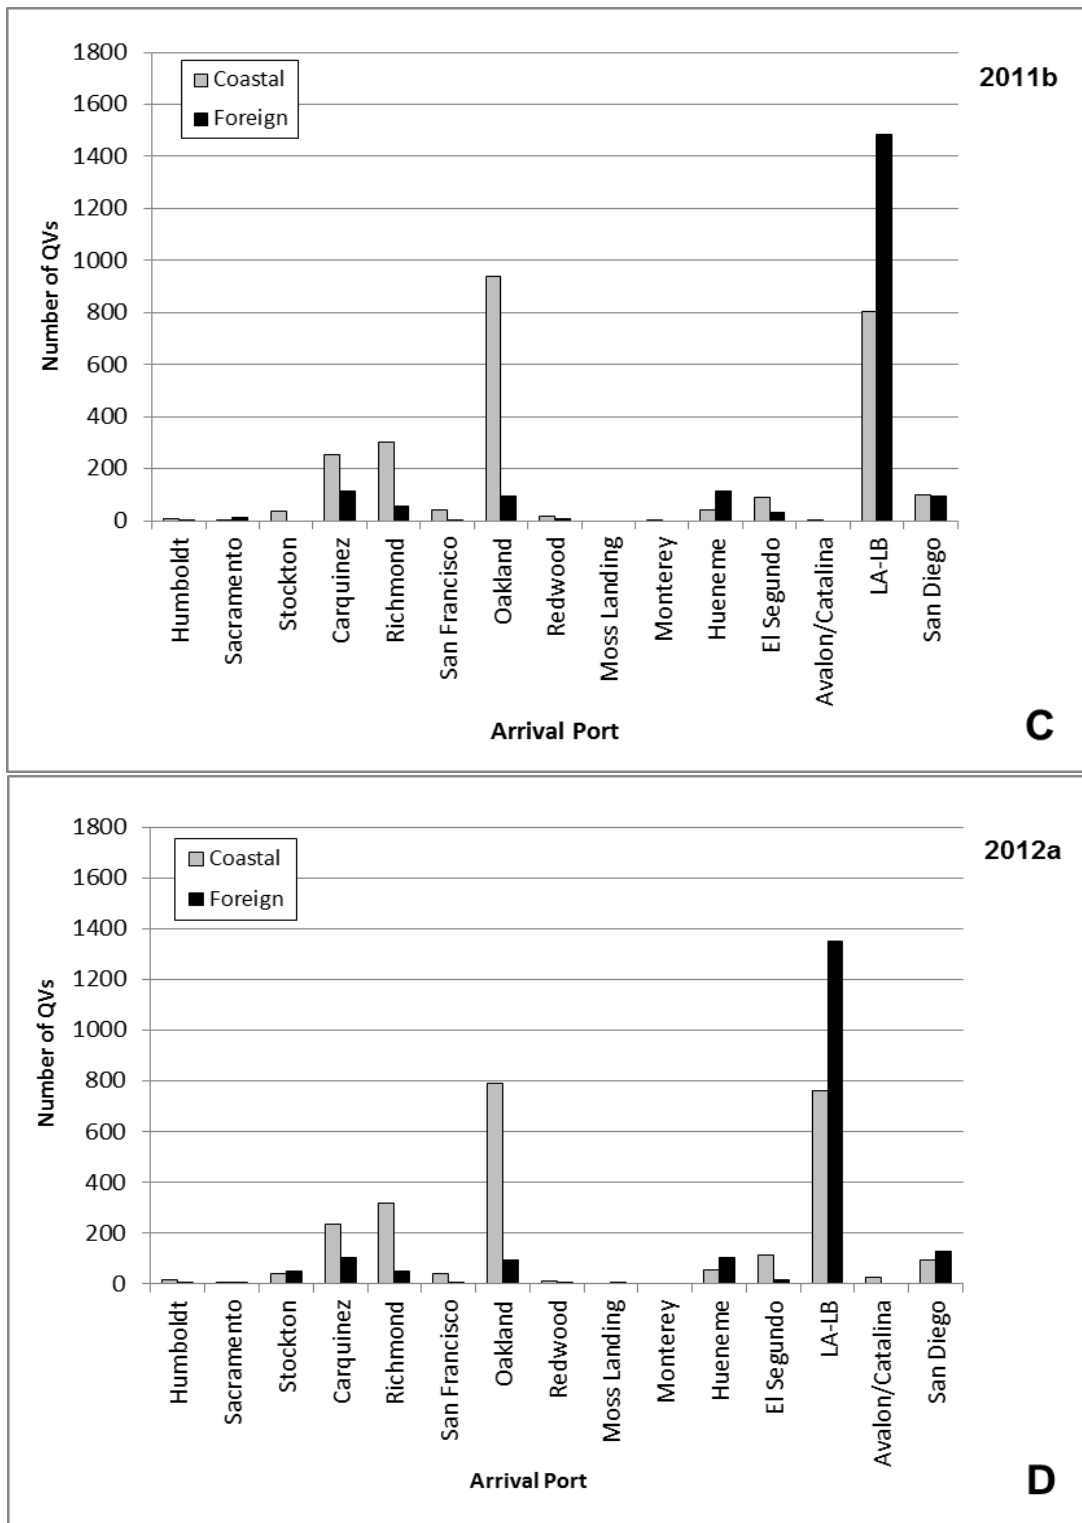 2011b
Coastal
Foreign
Number of QVs
1800
1600
1400
1200
1000
800
600
400
200
0
Humboldt
Sacramento
Stockton
Carquinez
Richmond
San Francisco
Oakland
Redwood
Moss Landing
Monterey
Hueneme
El Segundo
Avalon/Catalina
LA-LB
San Diego
Arrival Port
C
2012a
Coastal
Foreign
Number of QVs
1800
1600
1400
1200
1000
800
600
400
200
0
Humboldt
Sacramento
Stockton
Carquinez
Richmond
San Francisco
Oakland
Redwood
Moss Landing
Monterey
Hueneme
El Segundo
LA-LB
Avalon/Catalina
San Diego
Arrival Port
D